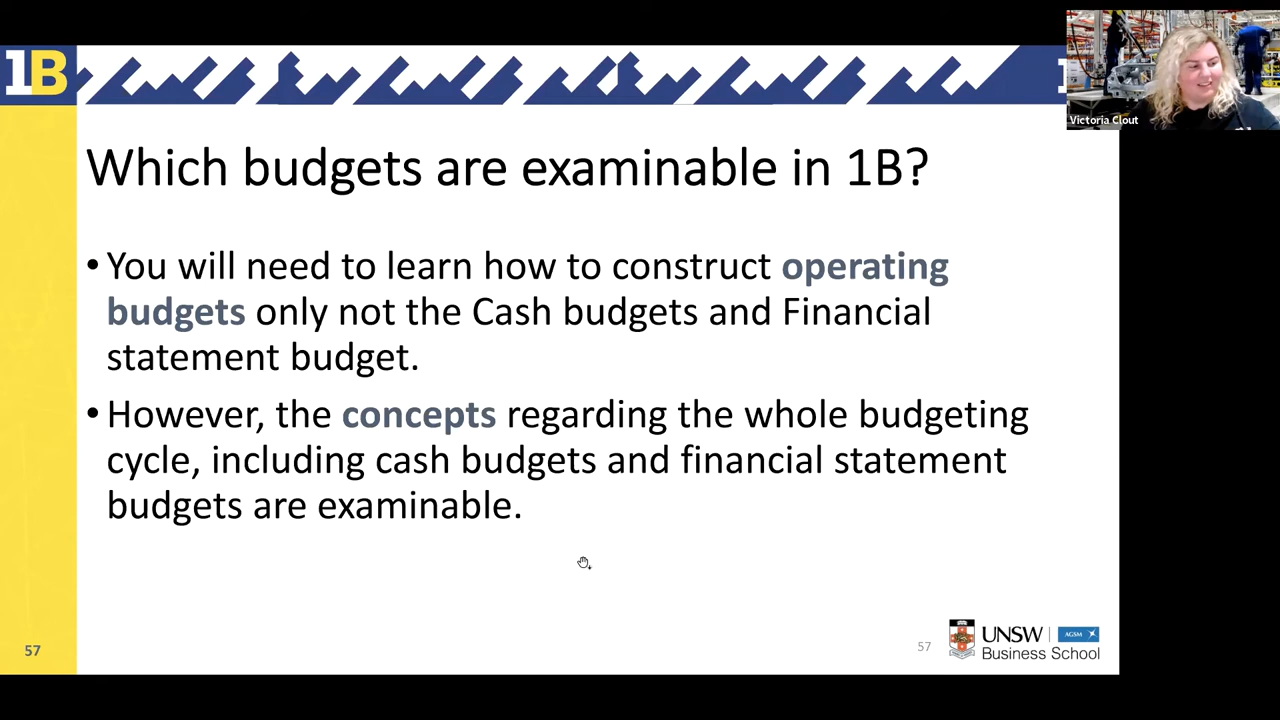 1B
Victoria Clout
Which budgets are examinable in 1B?
• You will need to learn how to construct operating
budgets only not the Cash budgets and Financial
statement budget.
• However, the concepts regarding the whole budgeting
cycle, including cash budgets and financial statement
budgets are examinable.
57
57
UNSW
AGSM
Business School